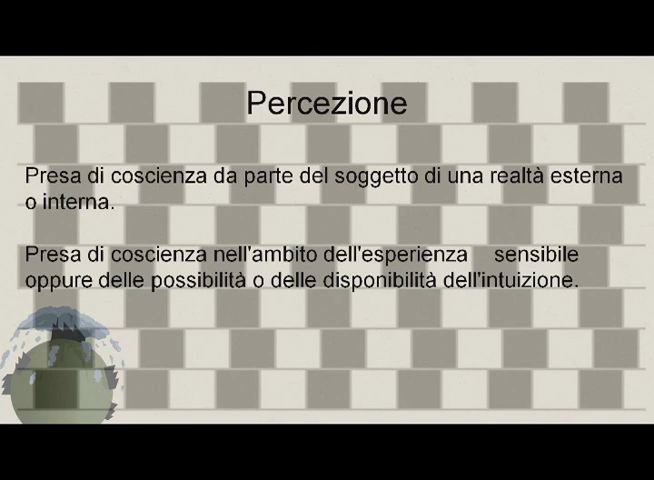 Percezione
Presa di coscienza da parte del soggetto di una realtà esterna
o interna.
Presa di coscienza nell'ambito dell'esperienza sensibile
oppure delle possibilità o delle disponibilità dell'intuizione.